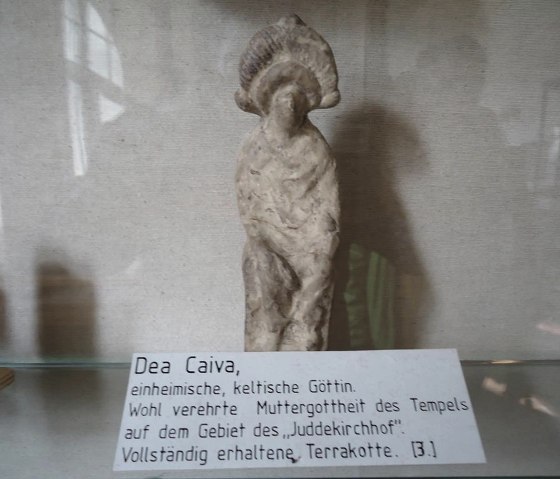 Dea Caiva,
einheimische, keltische Göttin.
Wohl verehrte Muttergottheit des Tempels
auf dem Gebiet des „Juddekirchhof".
Vollständig erhaltene Terrakotte. [3.]